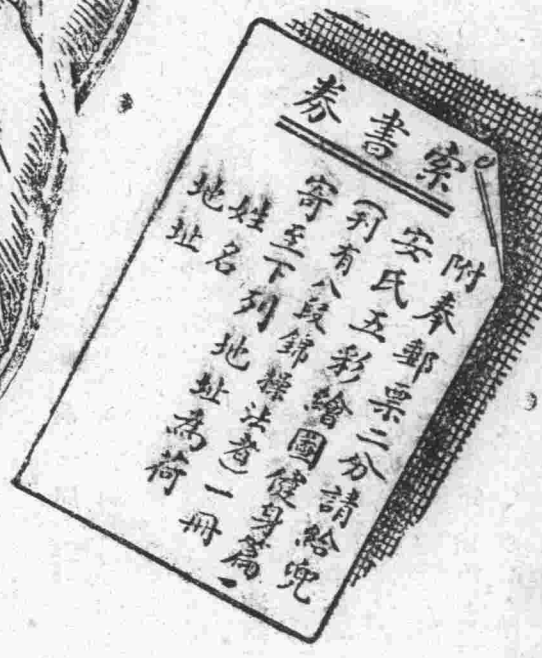 索書券
附奉郵票二分請給兜
安氏五彩繪圖健身篇
(刋有八段錦操法者)一冊
寄至下列地址為荷
姓名
地址